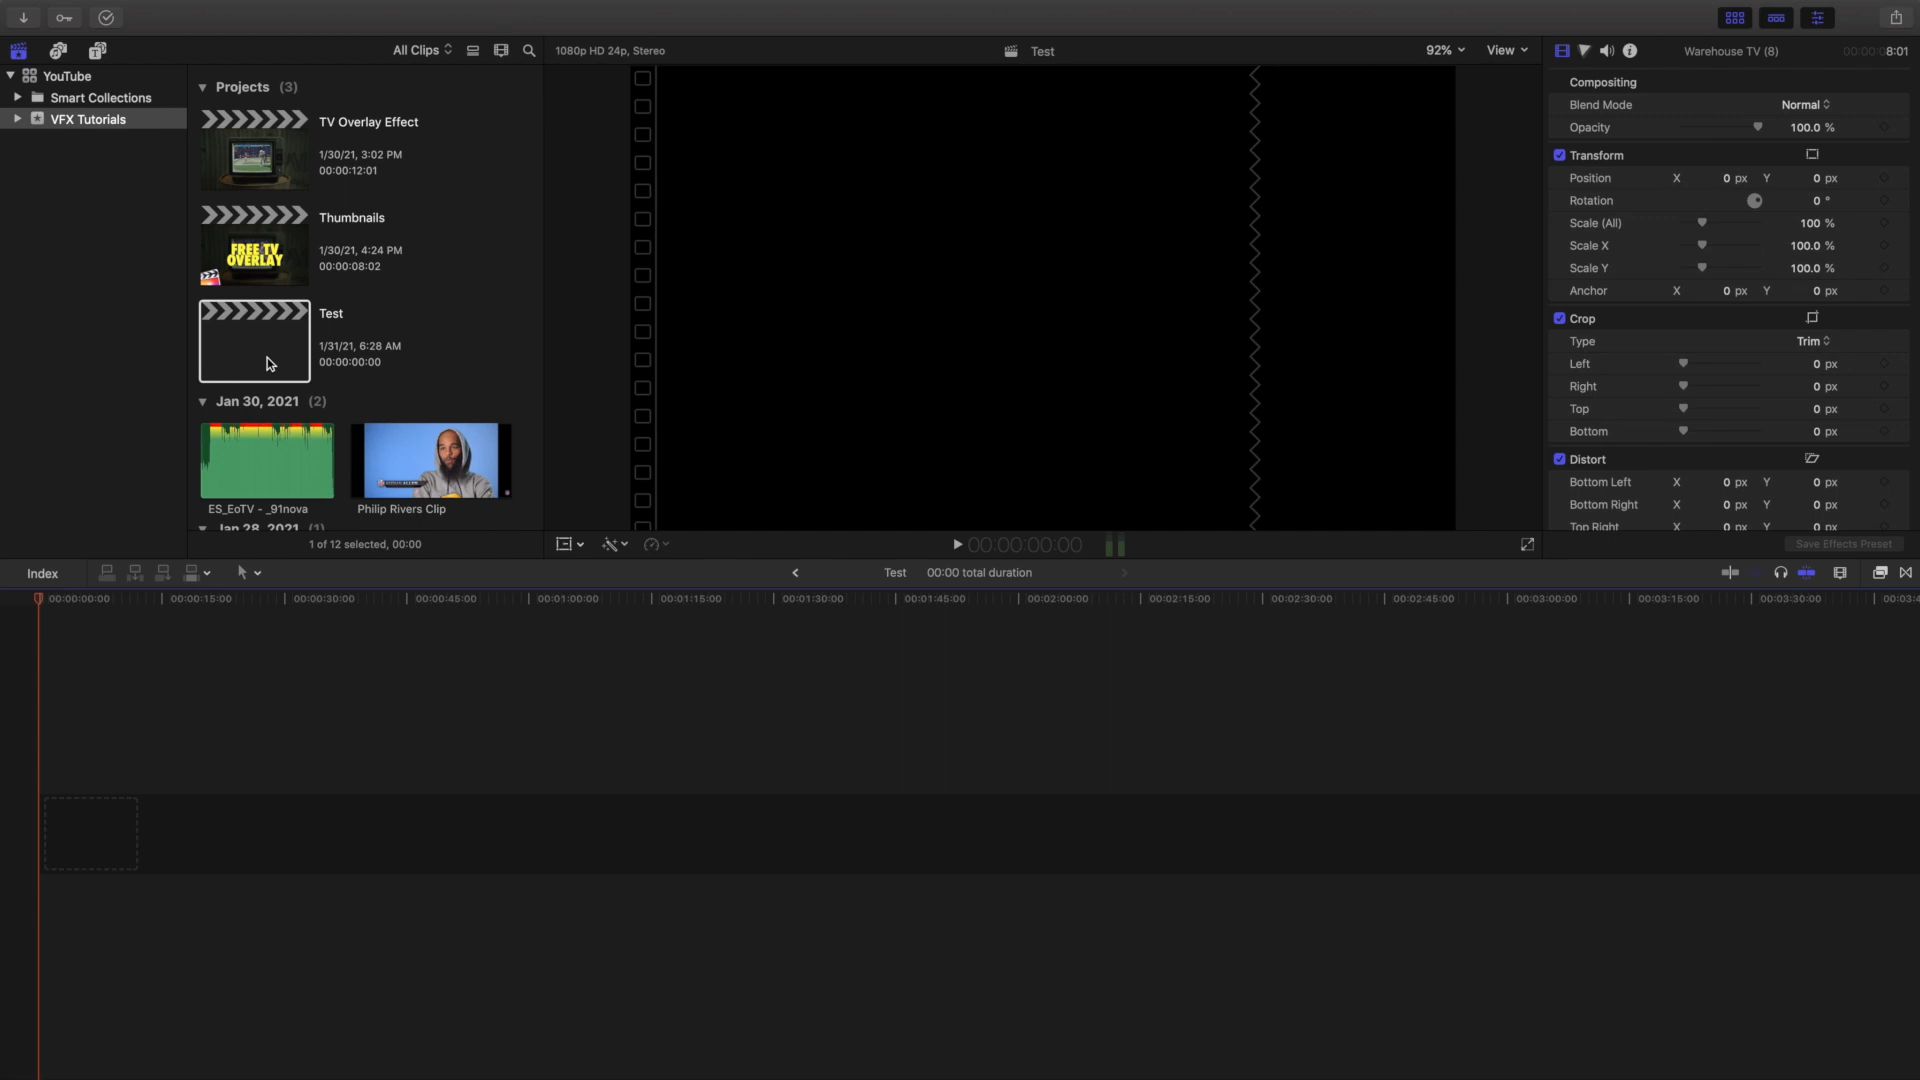 All Clips
1080p HD 24p, Stereo
Test
92%
View
Warehouse TV (8)
00:00:08:01
YouTube
Smart Collections
VFX Tutorials
Projects (3)
TV Overlay Effect
1/30/21, 3:02 PM
00:00:12:01
Thumbnails
1/30/21, 4:24 PM
00:00:08:02
FREE TV
OVERLAY
Test
1/31/21, 6:28 AM
00:00:00:00
Jan 30, 2021 (2)
ES_EoTV - _91nova
Philip Rivers Clip
Jan 28, 2021 (1)
1 of 12 selected, 00:00
00:00:00:00
Compositing
Blend Mode Normal
Opacity 100.0 %
Transform
Position X 0 px Y 0 px
Rotation 0 °
Scale (All) 100 %
Scale X 100.0 %
Scale Y 100.0 %
Anchor X 0 px Y 0 px
Crop
Type Trim
Left 0 px
Right 0 px
Top 0 px
Bottom 0 px
Distort
Bottom Left X 0 px Y 0 px
Bottom Right X 0 px Y 0 px
Top Right X 0 px Y 0 px
Save Effects Preset
Index
Test 00:00 total duration
00:00:00:00 00:00:15:00 00:00:30:00 00:00:45:00 00:01:00:00 00:01:15:00 00:01:30:00 00:01:45:00 00:02:00:00 00:02:15:00 00:02:30:00 00:02:45:00 00:03:00:00 00:03:15:00 00:03:30:00 00:03:4